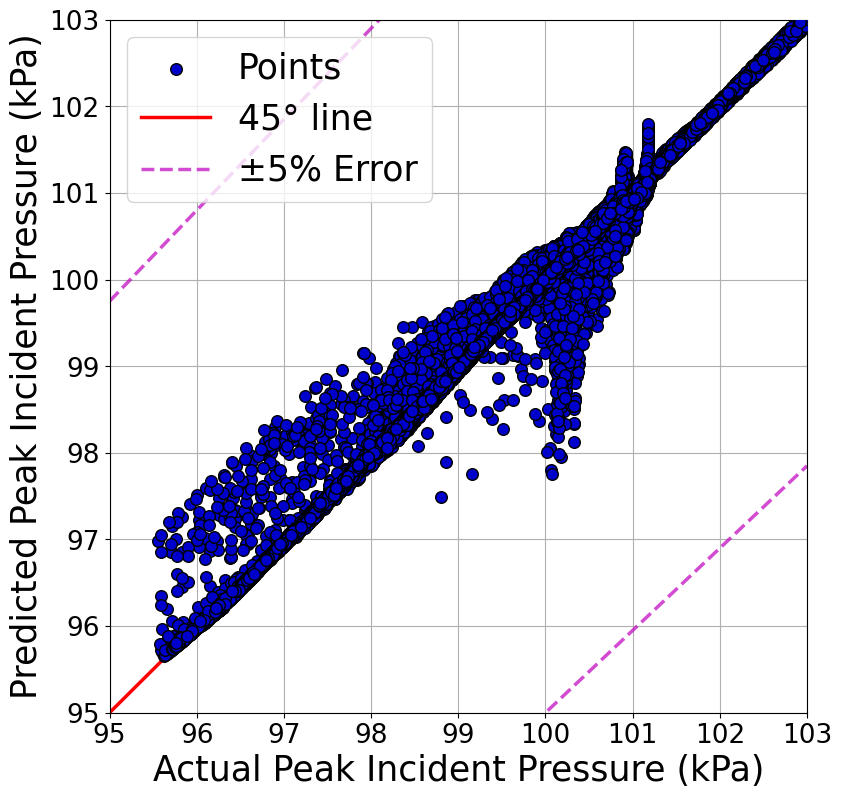 Predicted Peak Incident Pressure (kPa)
103
102
101
100
99
98
97
96
95
Points
45° line
±5% Error
95 96 97 98 99 100 101 102 103
Actual Peak Incident Pressure (kPa)